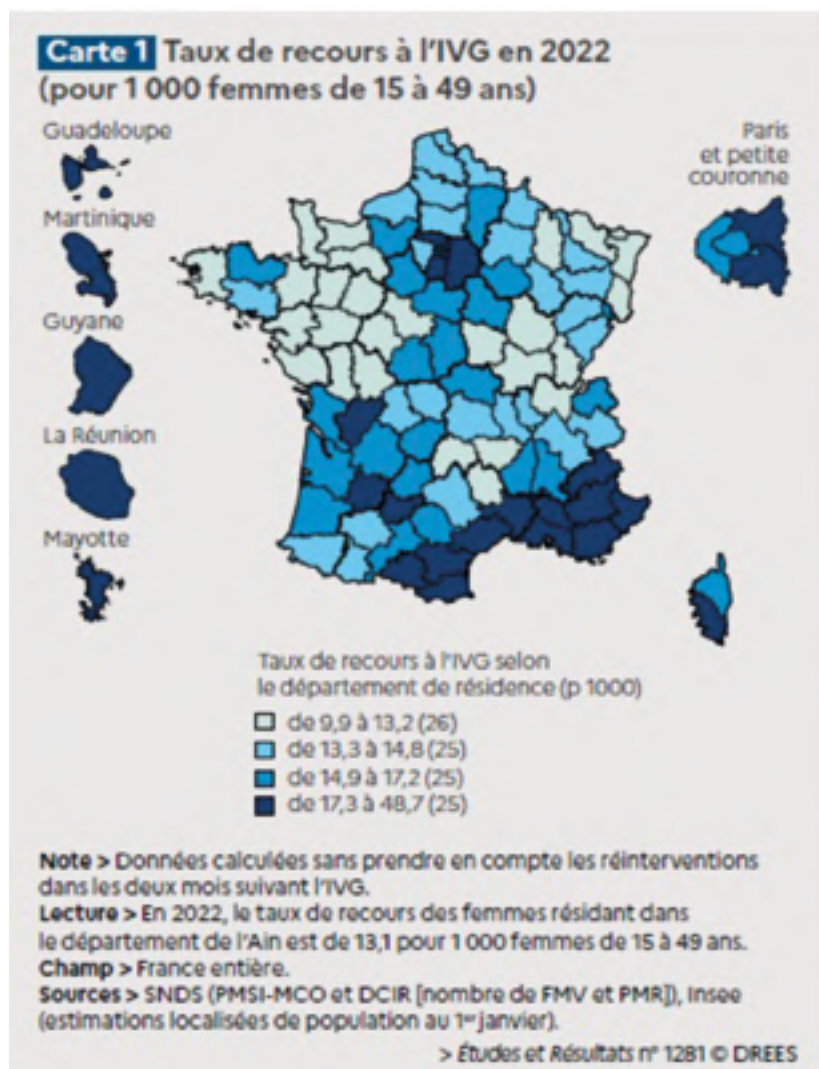 Carte 1 Taux de recours à l'IVG en 2022
(pour 1 000 femmes de 15 à 49 ans)
Guadeloupe
Martinique
Guyane
La Réunion
Mayotte
Paris
et petite
couronne
Taux de recours à l'IVG selon
le département de résidence (p 1000)
de 9,9 à 13,2 (26)
de 13,3 à 14,8 (25)
de 14,9 à 17,2 (25)
de 17,3 à 48,7 (25)
Note > Données calculées sans prendre en compte les réinterventions
dans les deux mois suivant l'IVG.
Lecture > En 2022, le taux de recours des femmes résidant dans
le département de l'Ain est de 13,1 pour 1 000 femmes de 15 à 49 ans.
Champ > France entière.
Sources > SNDS (PMSI-MCO et DCIR [nombre de FMV et PMR]), Insee
(estimations localisées de population au 1er janvier).
> Études et Résultats n° 1281 © DREES